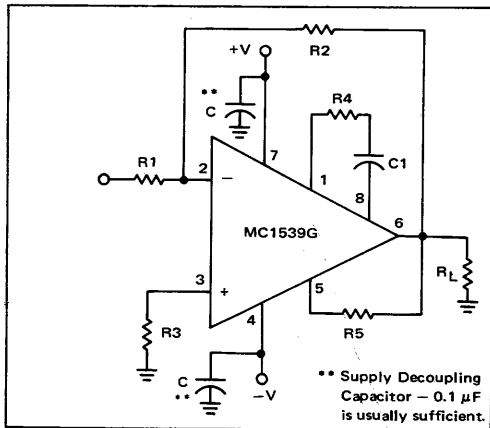 +V
R2
**
C
R4
7
R1
C1
2
−
1
8
MC1539G
6
3
+
5
RL
4
R3
R5
C
**
−V
** Supply Decoupling
Capacitor − 0.1 µF
is usually sufficient.